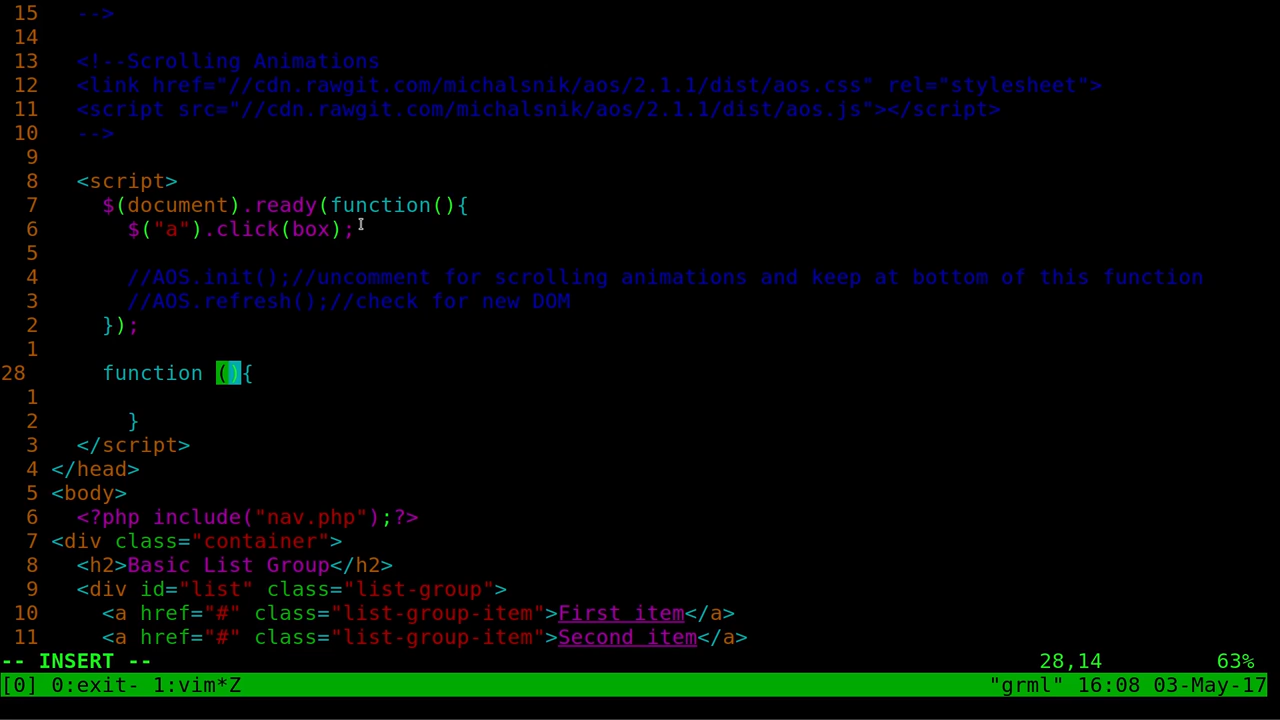 15   -->
14
13   <!--Scrolling Animations
12   <link href="//cdn.rawgit.com/michalsnik/aos/2.1.1/dist/aos.css" rel="stylesheet">
11   <script src="//cdn.rawgit.com/michalsnik/aos/2.1.1/dist/aos.js"></script>
10   -->
9
8   <script>
7     $(document).ready(function(){
6       $("a").click(box);
5
4       //AOS.init();//uncomment for scrolling animations and keep at bottom of this function
3       //AOS.refresh();//check for new DOM
2     });
1
28     function (){
1
2       }
3   </script>
4 </head>
5 <body>
6   <?php include("nav.php");?>
7 <div class="container">
8   <h2>Basic List Group</h2>
9   <div id="list" class="list-group">
10     <a href="#" class="list-group-item">First item</a>
11     <a href="#" class="list-group-item">Second item</a>
-- INSERT -- 28,14 63%
[0] 0:exit- 1:vim*Z "grml" 16:08 03-May-17